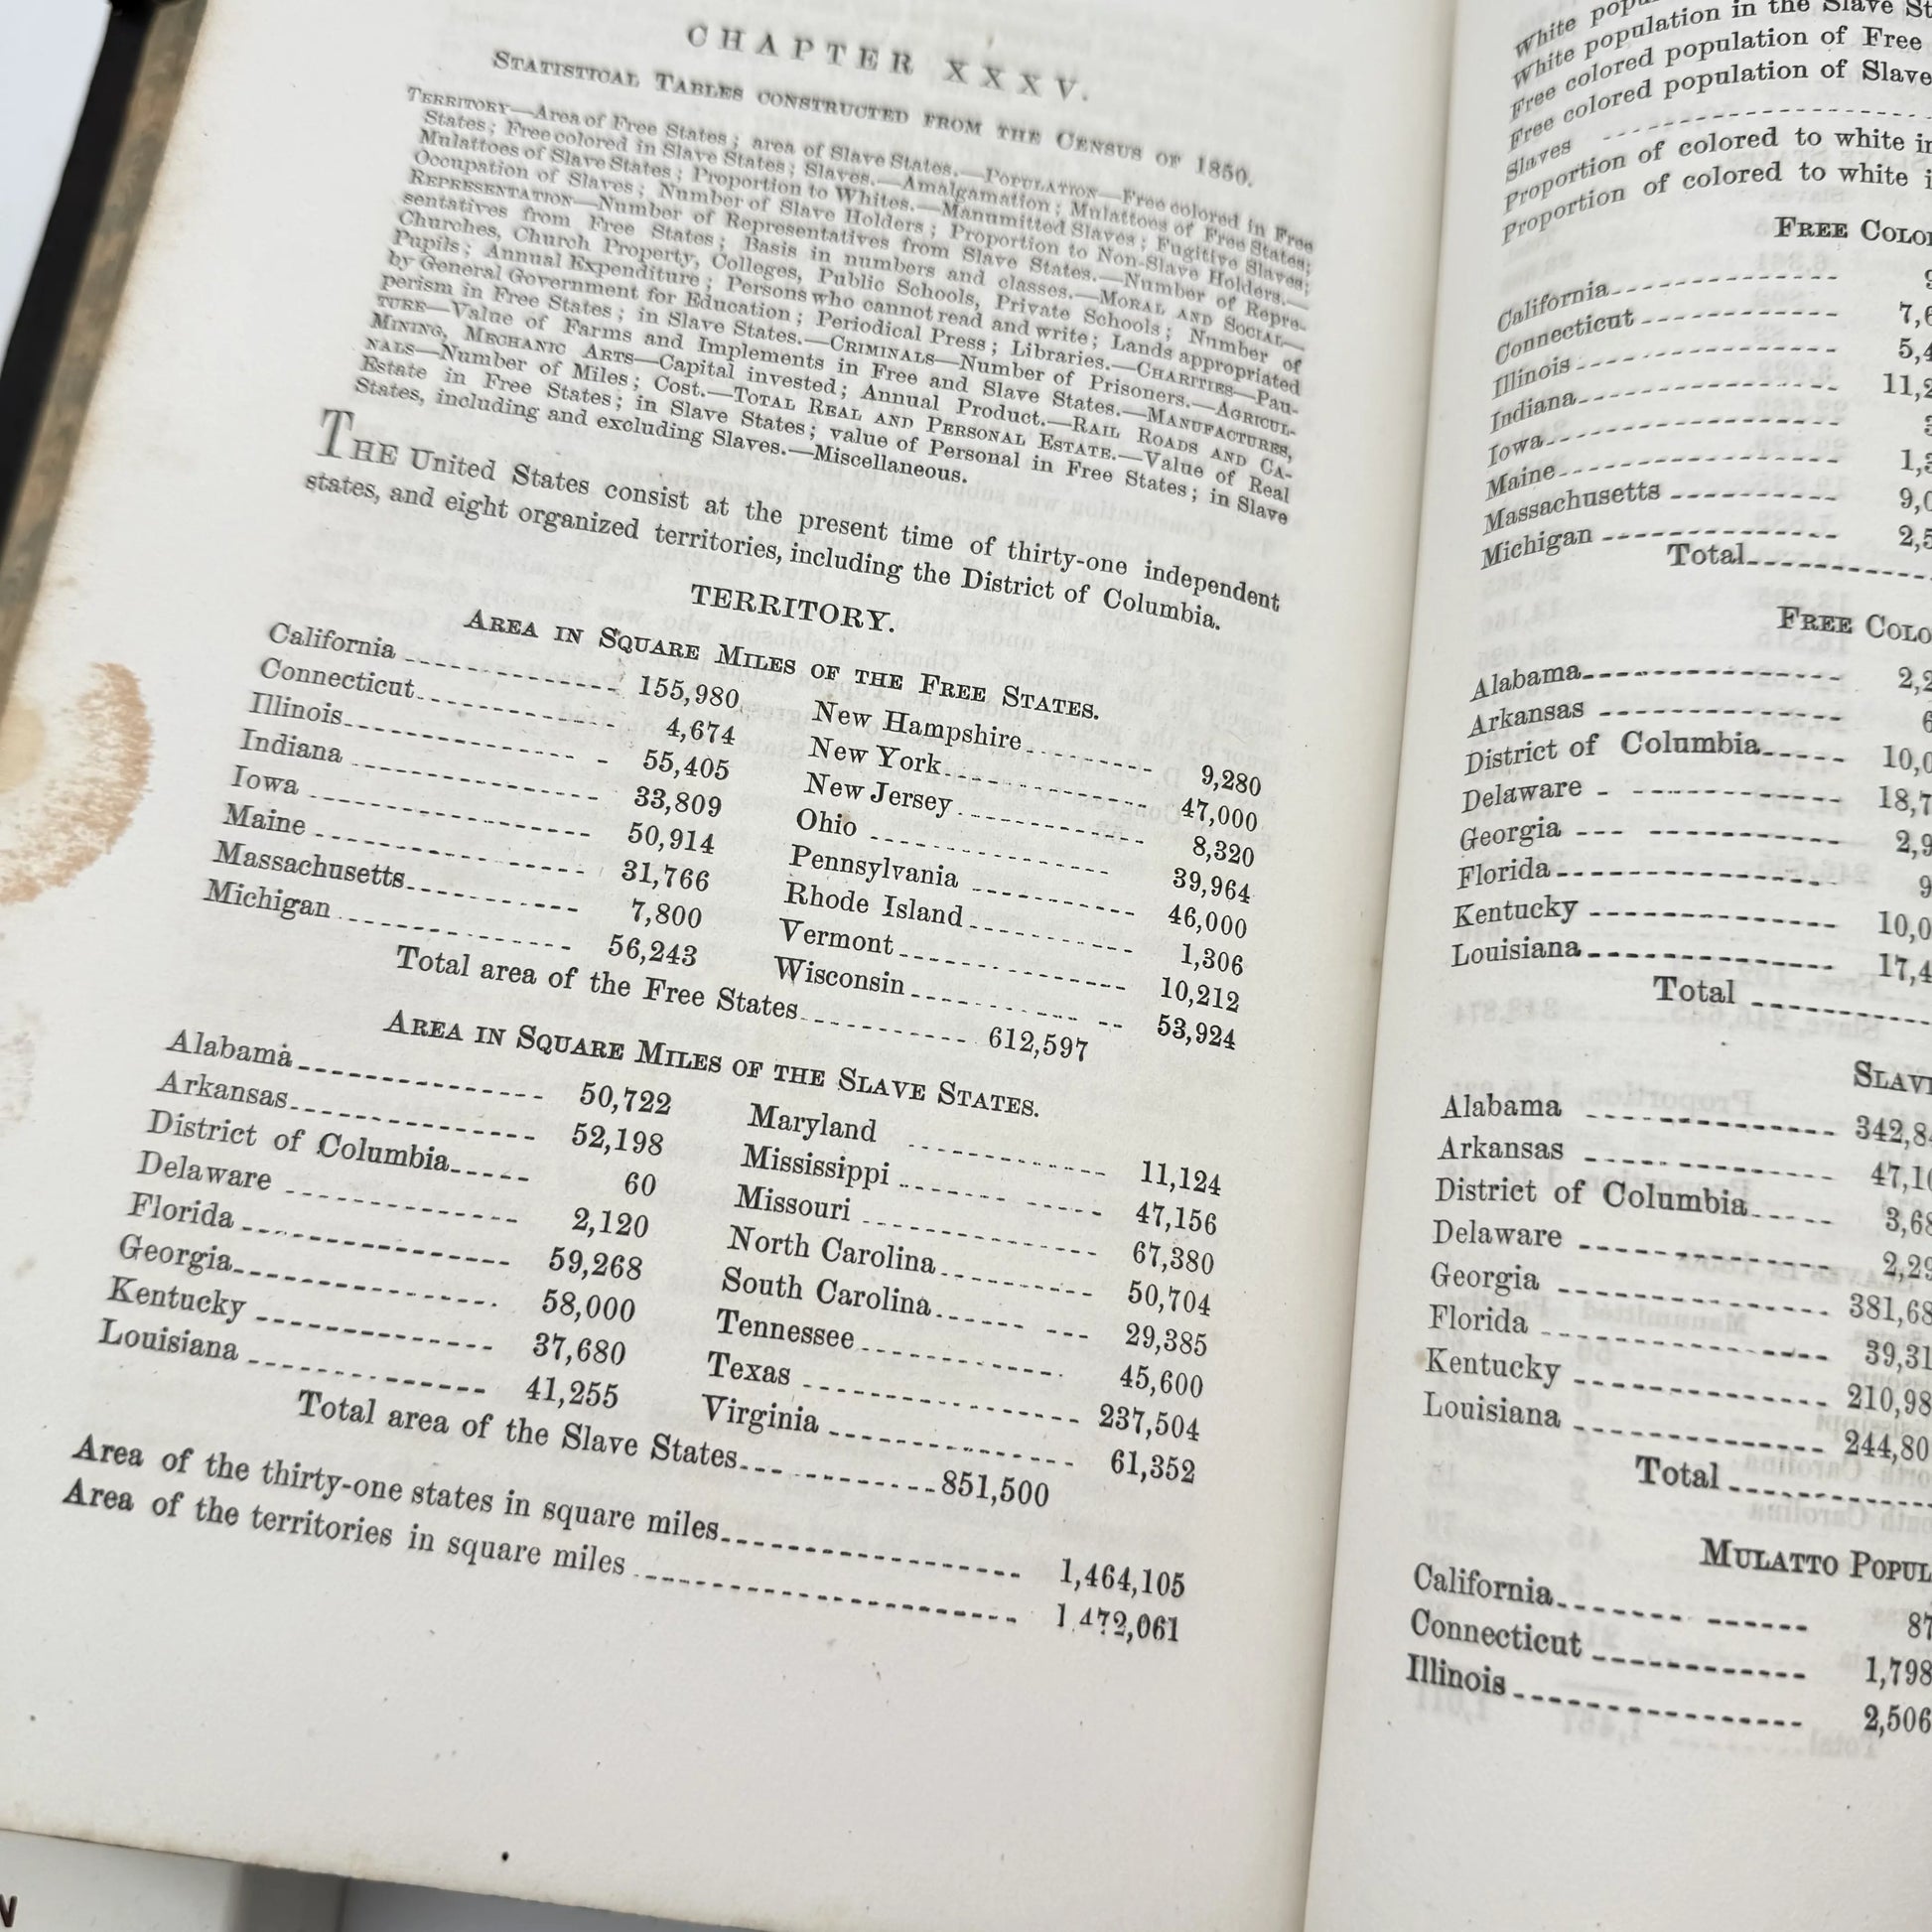 CHAPTER XXXV.
STATISTICAL TABLES CONSTRUCTED FROM THE CENSUS OF 1850.
TERRITORY—Area of Free States; area of Slave States.—POPULATION—Free colored in Free
States; Free colored in Slave States; Slaves.—Amalgamation; Mulattoes of Free States;
Mulattoes of Slave States; Proportion to Whites.—Manumitted Slaves; Fugitive Slaves;
Occupation of Slaves; Number of Slave Holders; Proportion to Non-Slave Holders.—
REPRESENTATION—Number of Representatives from Slave States.—Number of Repre-
sentatives from Free States; Basis in numbers and classes.—MORAL AND SOCIAL—
Churches, Church Property, Colleges, Public Schools, Private Schools; Number of
Pupils; Annual Expenditure; Persons who cannot read and write; Lands appropriated
by General Government for Education; Periodical Press; Libraries.—CHARITIES—Pau-
perism in Free States; in Slave States.—CRIMINALS—Number of Prisoners.—AGRICUL-
TURE—Value of Farms and Implements in Free and Slave States.—MANUFACTURES,
MINING, MECHANIC ARTS—Capital invested; Annual Product.—RAIL ROADS AND CA-
NALS—Number of Miles; Cost.—TOTAL REAL AND PERSONAL ESTATE.—Value of Real
Estate in Free States; in Slave States; value of Personal in Free States; in Slave
States, including and excluding Slaves.—Miscellaneous.
THE United States consist at the present time of thirty-one independent
states, and eight organized territories, including the District of Columbia.
TERRITORY.
AREA IN SQUARE MILES OF THE FREE STATES.
California 155,980 New Hampshire 9,280
Connecticut 4,674 New York 47,000
Illinois 55,405 New Jersey 8,320
Indiana 33,809 Ohio 39,964
Iowa 50,914 Pennsylvania 46,000
Maine 31,766 Rhode Island 1,306
Massachusetts 7,800 Vermont 10,212
Michigan 56,243 Wisconsin 53,924
Total area of the Free States 612,597
AREA IN SQUARE MILES OF THE SLAVE STATES.
Alabama 50,722 Maryland 11,124
Arkansas 52,198 Mississippi 47,156
District of Columbia 60 Missouri 67,380
Delaware 2,120 North Carolina 50,704
Florida 59,268 South Carolina 29,385
Georgia 58,000 Tennessee 45,600
Kentucky 37,680 Texas 237,504
Louisiana 41,255 Virginia 61,352
Total area of the Slave States 851,500
Area of the thirty-one states in square miles 1,464,105
Area of the territories in square miles 1,472,061
White
White population in the Slave
Free colored population of Free
Free colored population of Slave
Slaves
Proportion of colored to white
Proportion of colored to white
FREE
California
Connecticut
Illinois
Indiana
Iowa
Maine
Massachusetts
Michigan
Total
FREE
Alabama
Arkansas
District of Columbia
Delaware
Georgia
Florida
Kentucky
Louisiana
Total
Alabama
Arkansas
District of Columbia
Delaware
Georgia
Florida
Kentucky
Louisiana
Total
MULATTO
California
Connecticut
Illinois